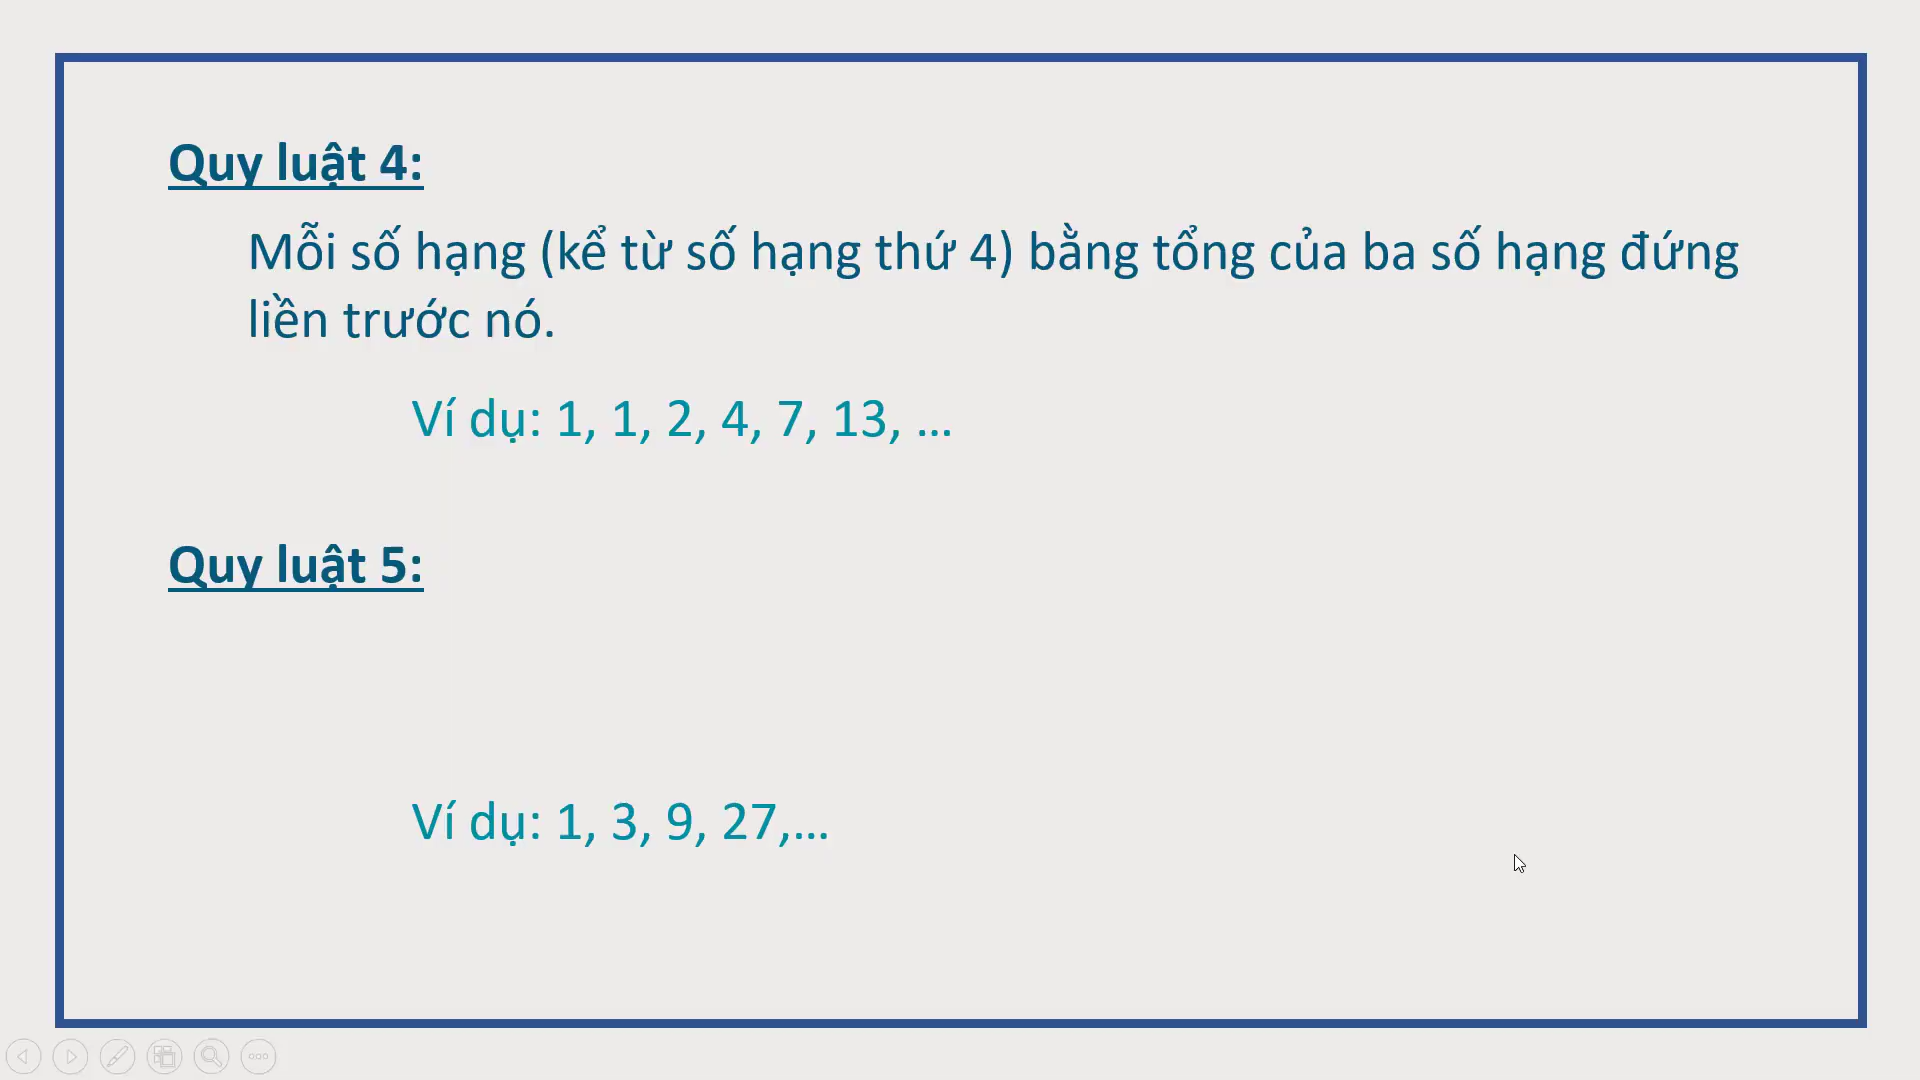 Quy luật 4:
Mỗi số hạng (kể từ số hạng thứ 4) bằng tổng của ba số hạng đứng
liền trước nó.
Ví dụ: 1, 1, 2, 4, 7, 13, ...
Quy luật 5:
Ví dụ: 1, 3, 9, 27,...